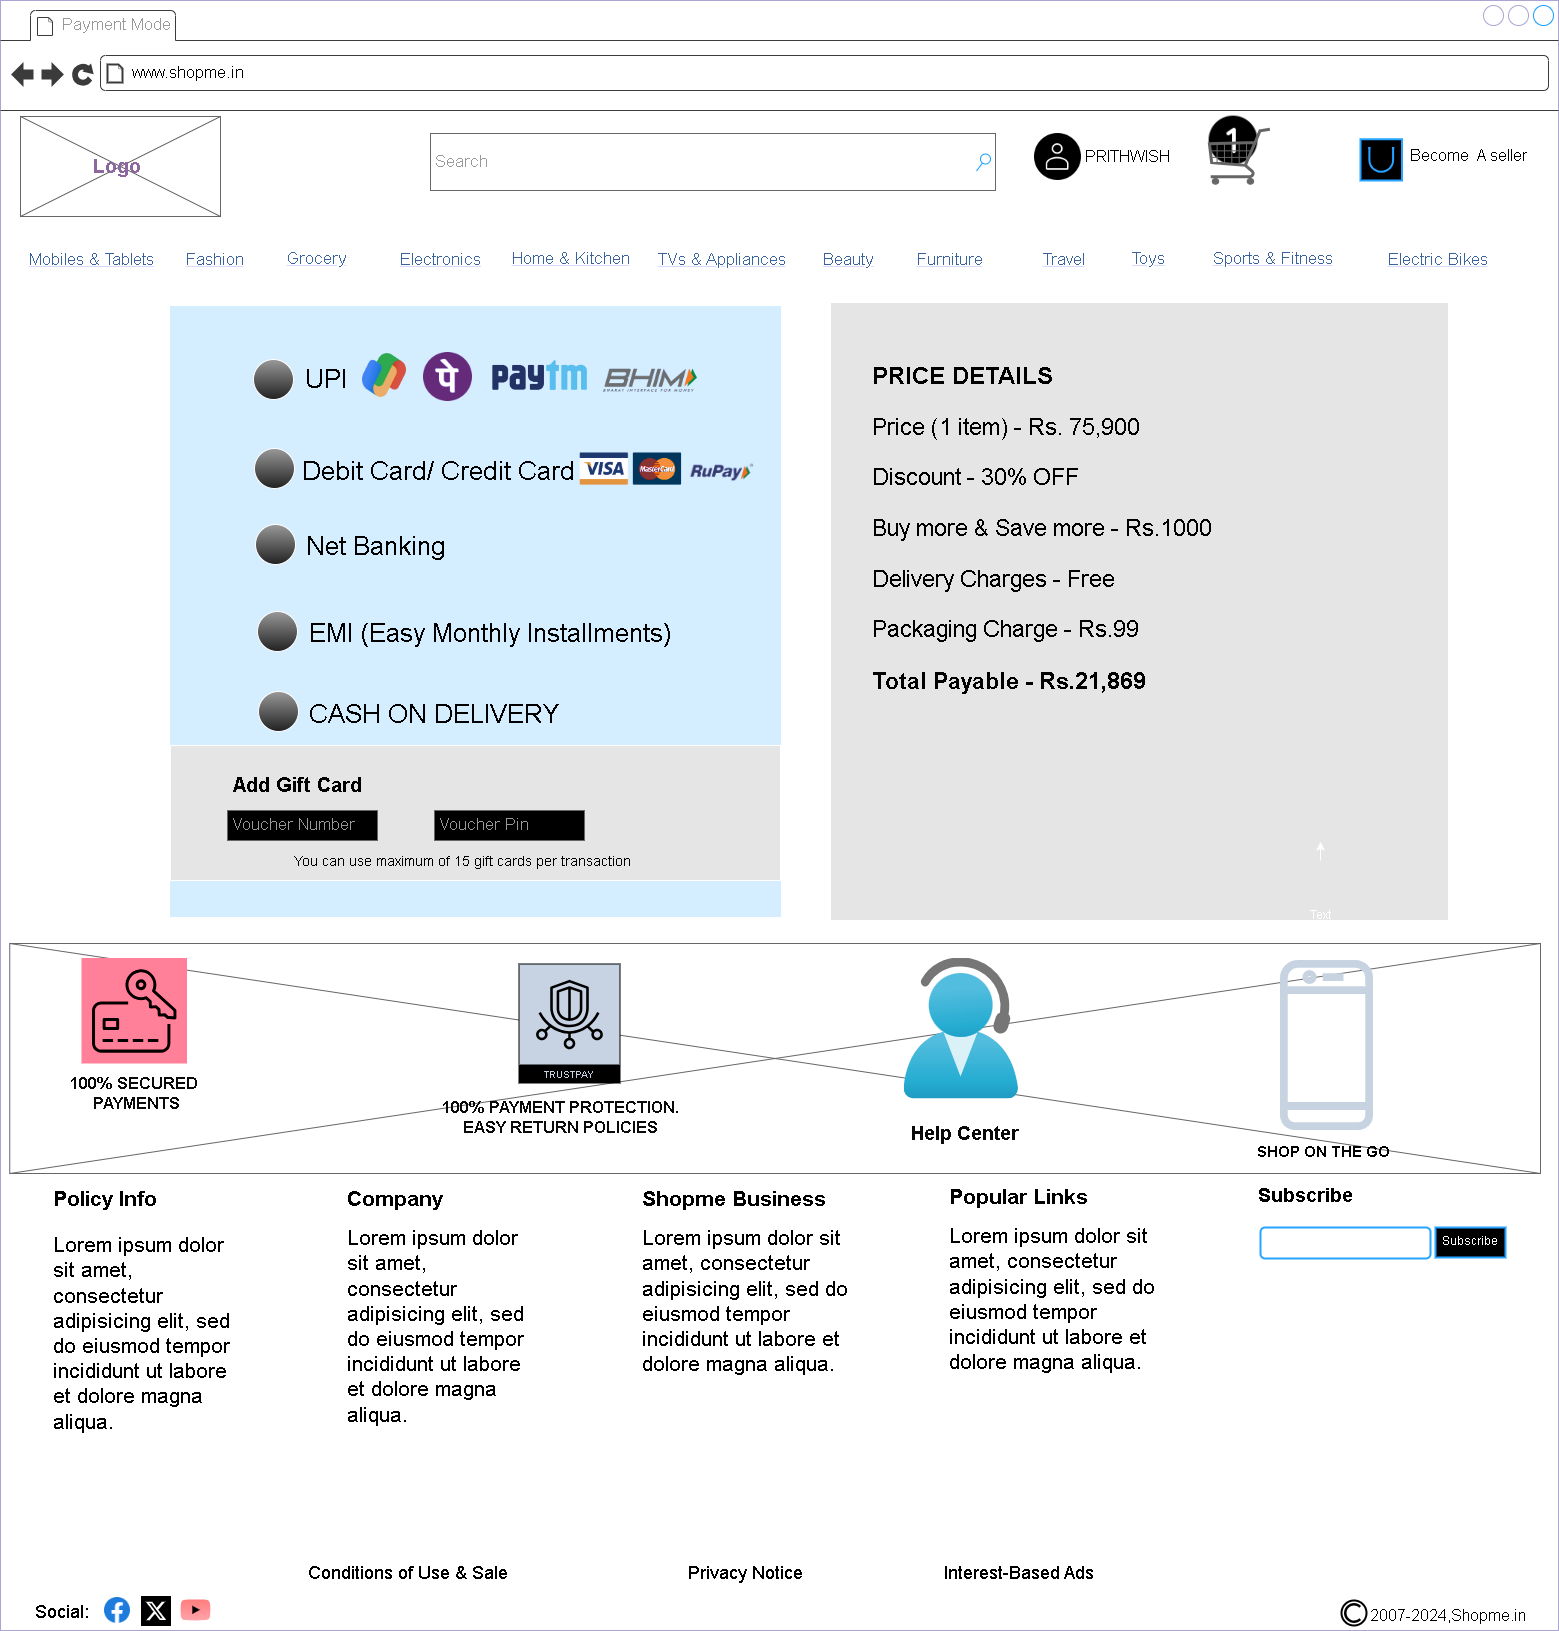 Payment Mode
www.shopme.in
Logo
Search
PRITHWISH
1
Become A seller
Mobiles & Tablets
Fashion
Grocery
Electronics
Home & Kitchen
TVs & Appliances
Beauty
Furniture
Travel
Toys
Sports & Fitness
Electric Bikes
UPI
पे
paytm
BHIM
BHARAT INTERFACE FOR MONEY
Debit Card/ Credit Card
VISA
MasterCard
RuPay
Net Banking
EMI (Easy Monthly Installments)
CASH ON DELIVERY
Add Gift Card
Voucher Number
Voucher Pin
You can use maximum of 15 gift cards per transaction
PRICE DETAILS
Price (1 item) - Rs. 75,900
Discount - 30% OFF
Buy more & Save more - Rs.1000
Delivery Charges - Free
Packaging Charge - Rs.99
Total Payable - Rs.21,869
Text
100% SECURED
PAYMENTS
TRUSTPAY
100% PAYMENT PROTECTION.
EASY RETURN POLICIES
Help Center
SHOP ON THE GO
Policy Info
Lorem ipsum dolor
sit amet,
consectetur
adipisicing elit, sed
do eiusmod tempor
incididunt ut labore
et dolore magna
aliqua.
Company
Lorem ipsum dolor
sit amet,
consectetur
adipisicing elit, sed
do eiusmod tempor
incididunt ut labore
et dolore magna
aliqua.
Shopme Business
Lorem ipsum dolor sit
amet, consectetur
adipisicing elit, sed do
eiusmod tempor
incididunt ut labore et
dolore magna aliqua.
Popular Links
Lorem ipsum dolor sit
amet, consectetur
adipisicing elit, sed do
eiusmod tempor
incididunt ut labore et
dolore magna aliqua.
Subscribe
Subscribe
Conditions of Use & Sale
Privacy Notice
Interest-Based Ads
Social:
© 2007-2024,Shopme.in